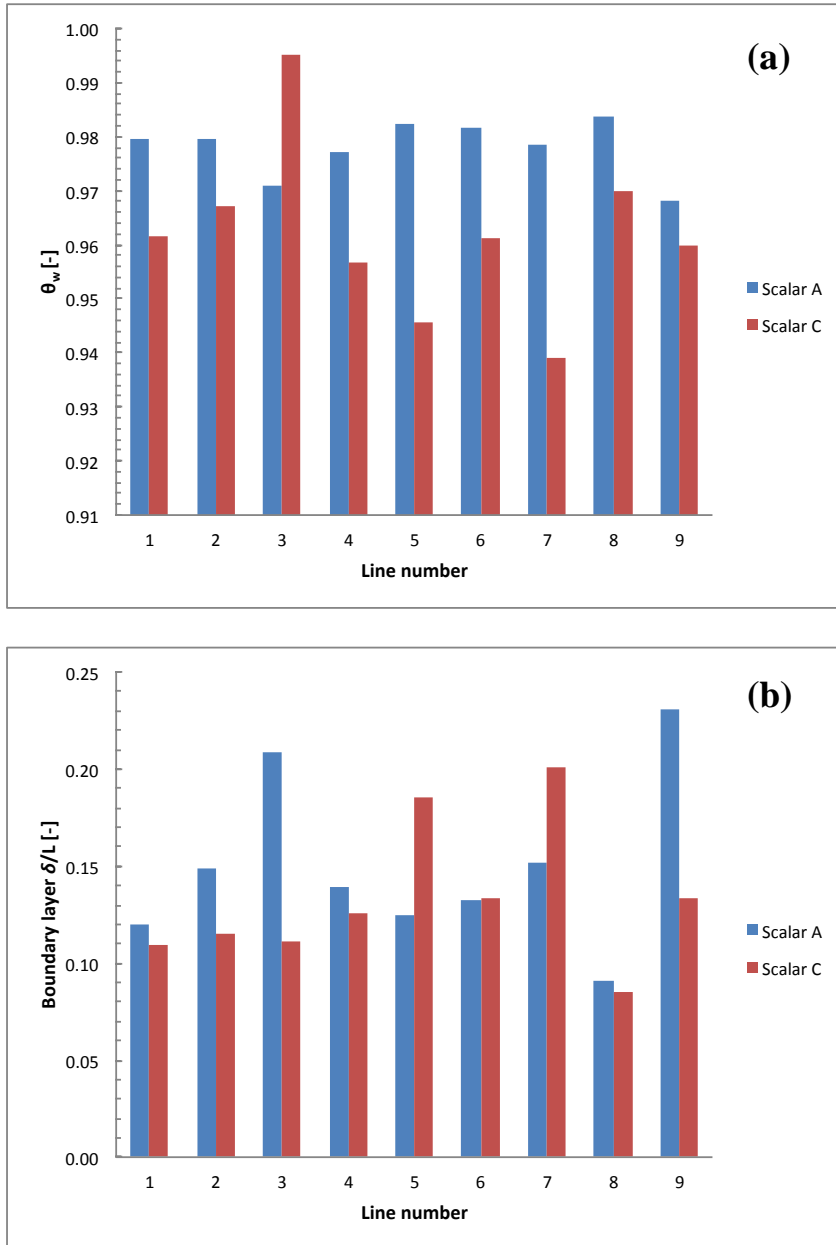 (a)
1.00
0.99
0.98
0.97
0.96
0.95
0.94
0.93
0.92
0.91
θw [-]
1 2 3 4 5 6 7 8 9
Line number
Scalar A
Scalar C
(b)
0.25
0.20
0.15
0.10
0.05
0.00
Boundary layer δ/L [-]
1 2 3 4 5 6 7 8 9
Line number
Scalar A
Scalar C